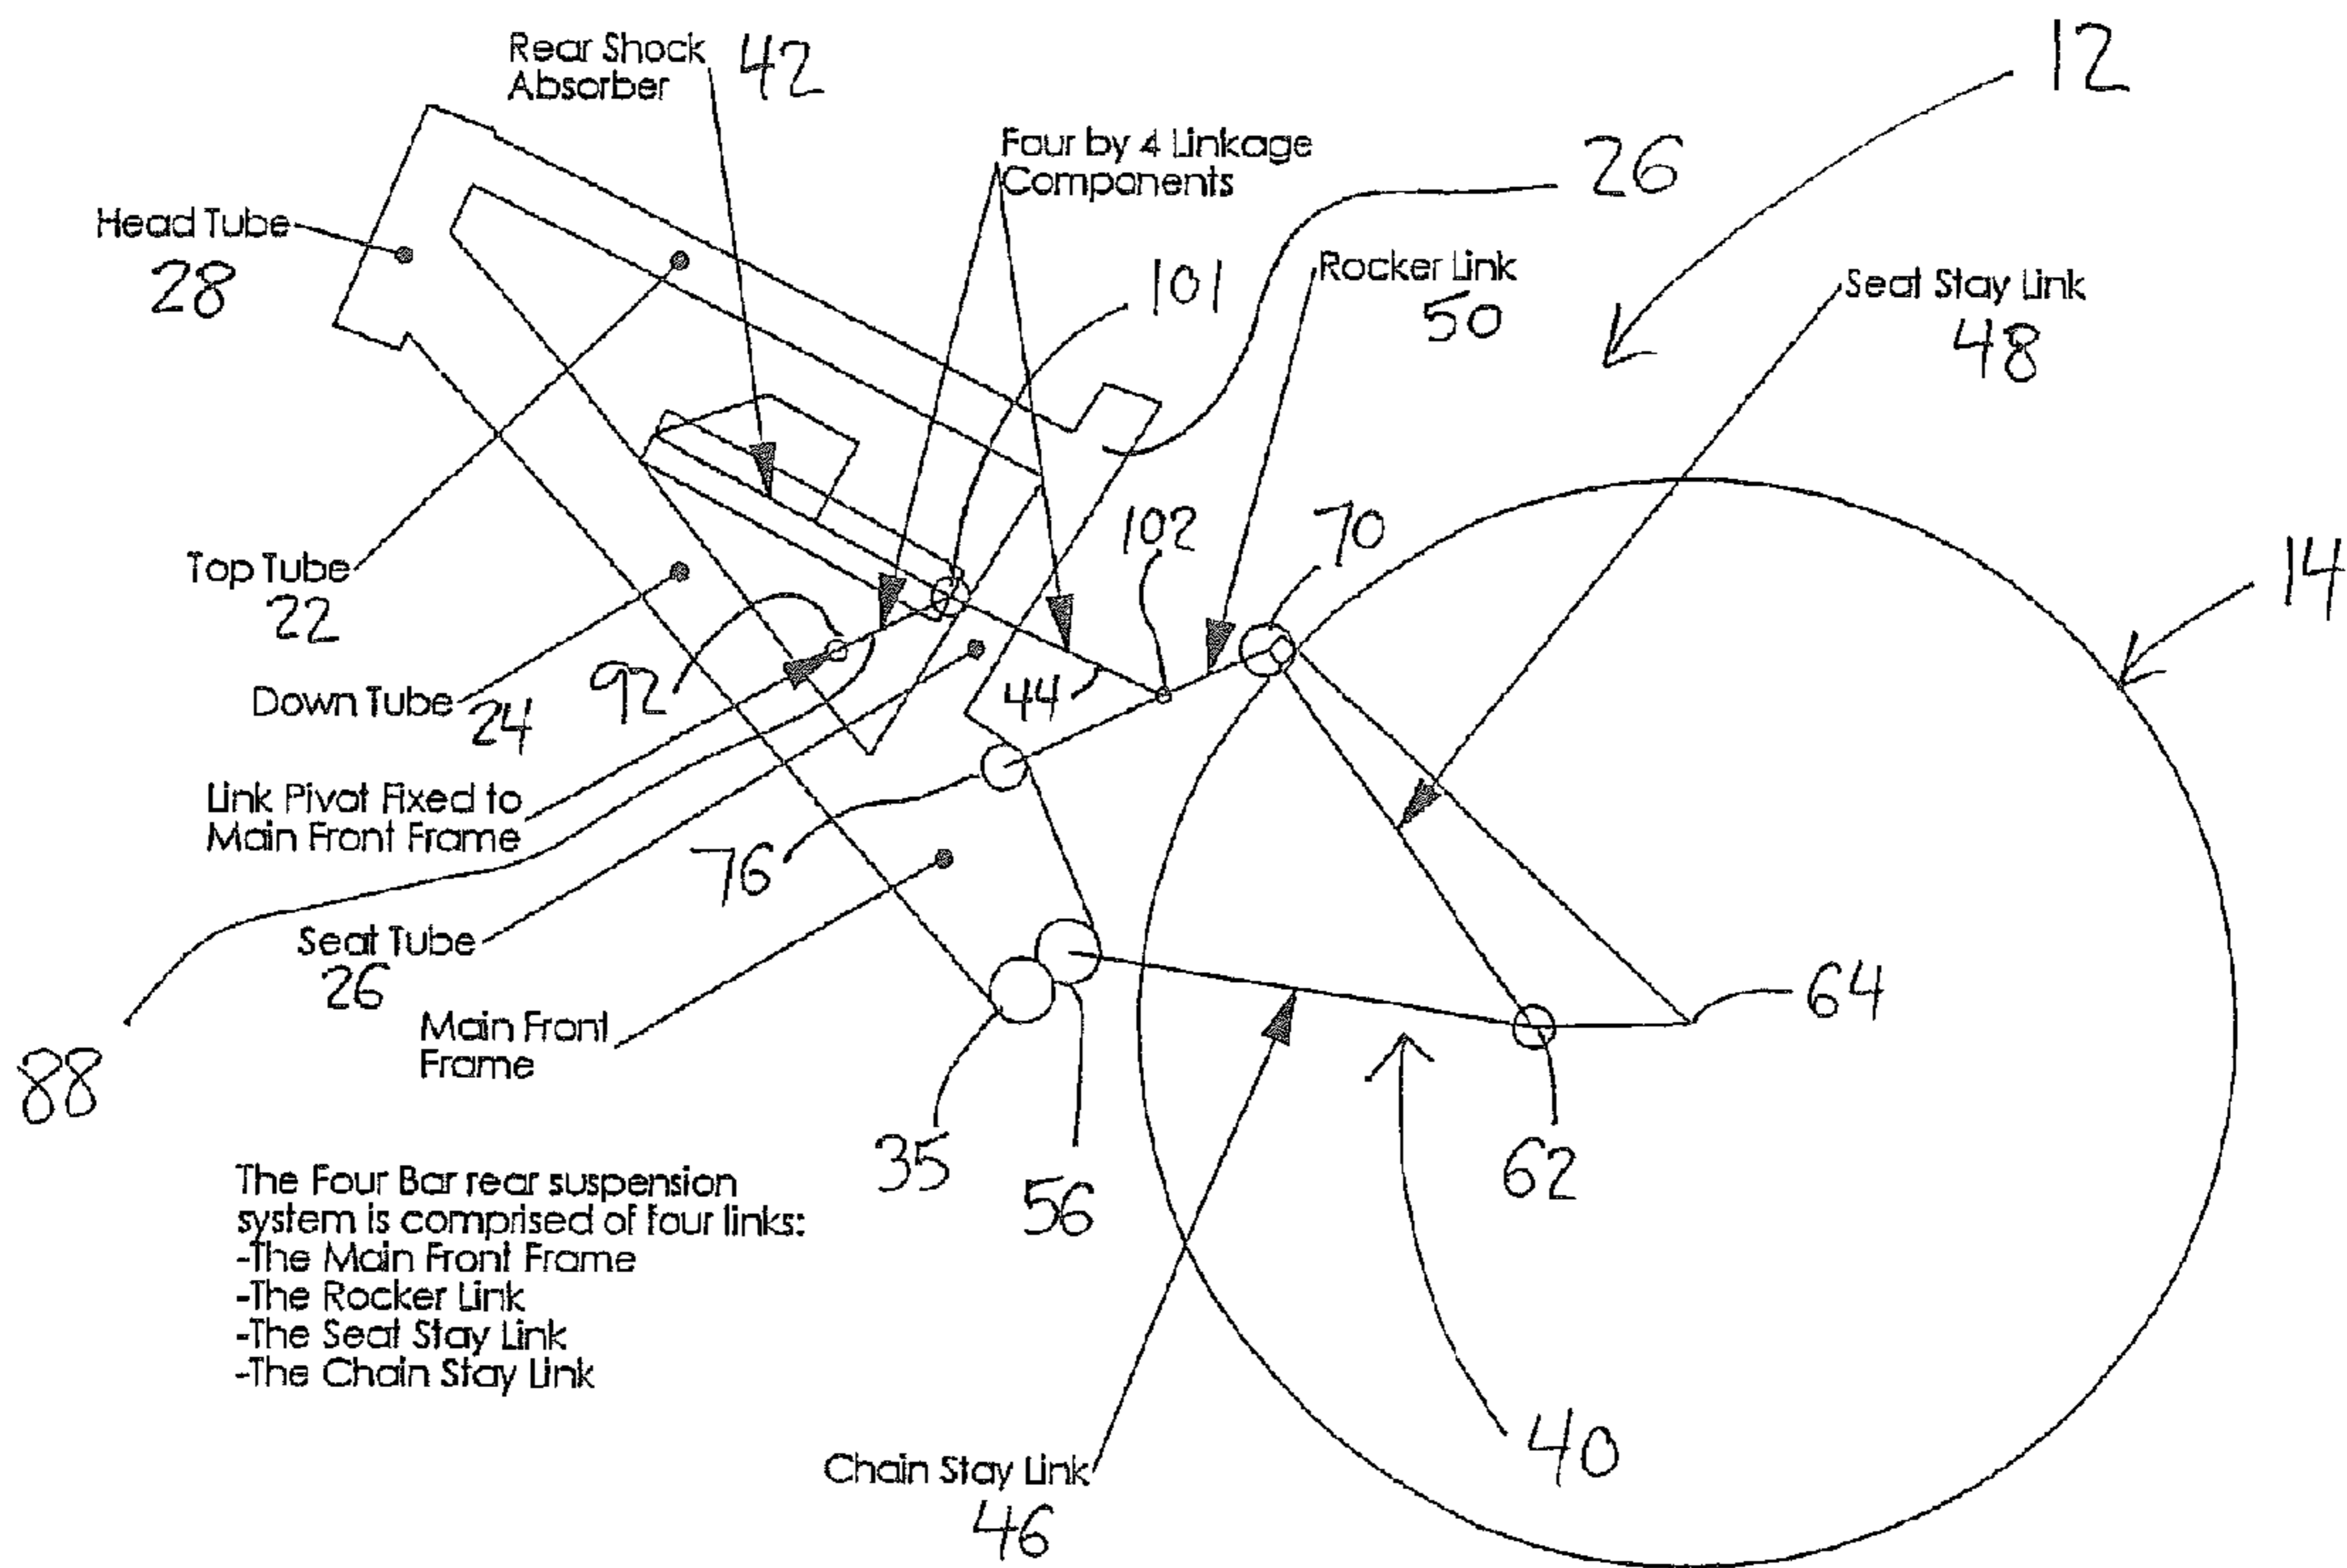 Rear Shock
Absorber
42
12
Four by 4 Linkage
Components
26
Head Tube
28
101
Rocker Link
50
Seat Stay Link
48
102
70
14
Top Tube
22
Down Tube
24
92
44
Link Pivot Fixed to
Main Front Frame
76
88
Seat Tube
26
64
Main Front
Frame
35
56
62
The Four Bar rear suspension
system is comprised of four links:
-The Main Front Frame
-The Rocker Link
-The Seat Stay Link
-The Chain Stay Link
40
Chain Stay Link
46